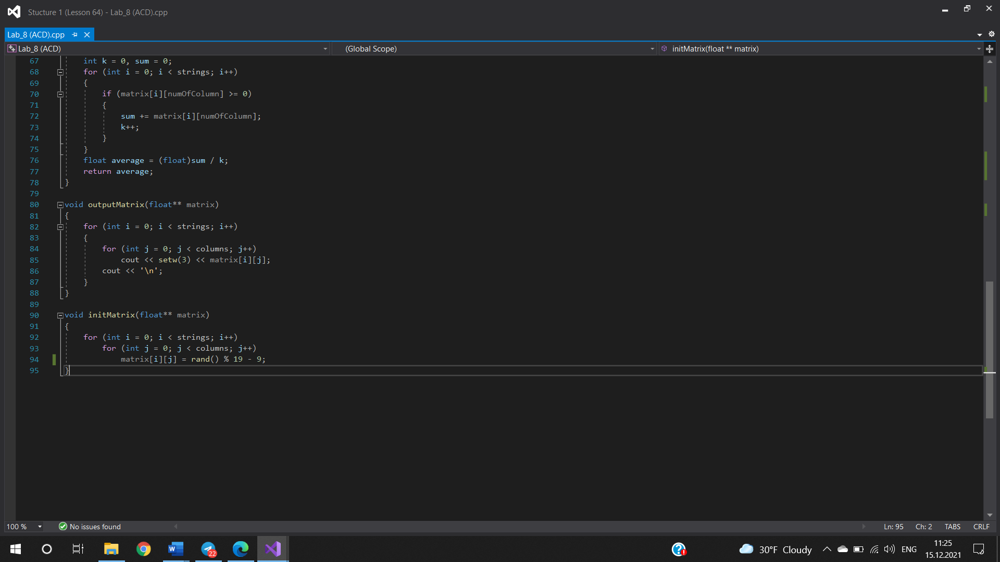 Stucture 1 (Lesson 64) - Lab_8 (ACD).cpp
Lab_8 (ACD).cpp
Lab_8 (ACD) (Global Scope) initMatrix(float ** matrix)
67 int k = 0, sum = 0;
68 for (int i = 0; i < strings; i++)
69 {
70 if (matrix[i][numOfColumn] >= 0)
71 {
72 sum += matrix[i][numOfColumn];
73 k++;
74 }
75 }
76 float average = (float)sum / k;
77 return average;
78 }
79
80 void outputMatrix(float** matrix)
81 {
82 for (int i = 0; i < strings; i++)
83 {
84 for (int j = 0; j < columns; j++)
85 cout << setw(3) << matrix[i][j];
86 cout << '\n';
87 }
88 }
89
90 void initMatrix(float** matrix)
91 {
92 for (int i = 0; i < strings; i++)
93 for (int j = 0; j < columns; j++)
94 matrix[i][j] = rand() % 19 - 9;
95 }
100 % No issues found Ln: 95 Ch: 2 TABS CRLF
W 22 30°F Cloudy ENG 11:25
15.12.2021